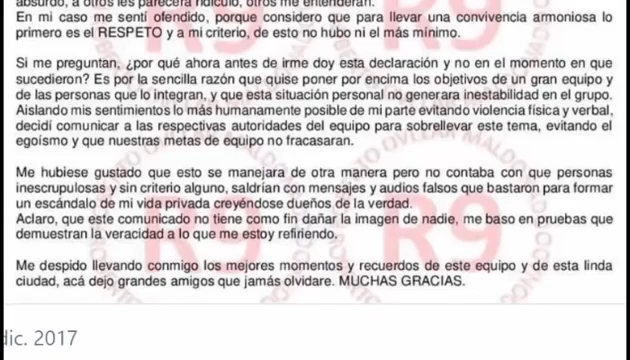 absurdo, a otros les parecerá ridículo, otros me entenderán.
En mi caso me sentí ofendido, porque considero que para llevar una convivencia armoniosa lo
primero es el RESPETO y a mi criterio, de esto no hubo ni el más mínimo.
Si me preguntan, ¿por qué ahora antes de irme doy esta declaración y no en el momento en que
sucedieron? Es por la sencilla razón que quise poner por encima los objetivos de un gran equipo y
de las personas que lo integran, y que esta situación personal no generara inestabilidad en el grupo.
Aislando mis sentimientos lo más humanamente posible de mi parte evitando violencia física y verbal,
decidí comunicar a las respectivas autoridades del equipo para sobrellevar este tema, evitando el
egoísmo y que nuestras metas de equipo no fracasaran.
Me hubiese gustado que esto se manejara de otra manera pero no contaba con que personas
inescrupulosas y sin criterio alguno, saldrían con mensajes y audios falsos que bastaron para formar
un escándalo de mi vida privada creyéndose dueños de la verdad.
Aclaro, que este comunicado no tiene como fin dañar la imagen de nadie, me baso en pruebas que
demuestran la veracidad a lo que me estoy refiriendo.
Me despido llevando conmigo los mejores momentos y recuerdos de este equipo y de esta linda
ciudad, acá dejo grandes amigos que jamás olvidare. MUCHAS GRACIAS.
R9
R9
R9
R9
dic. 2017